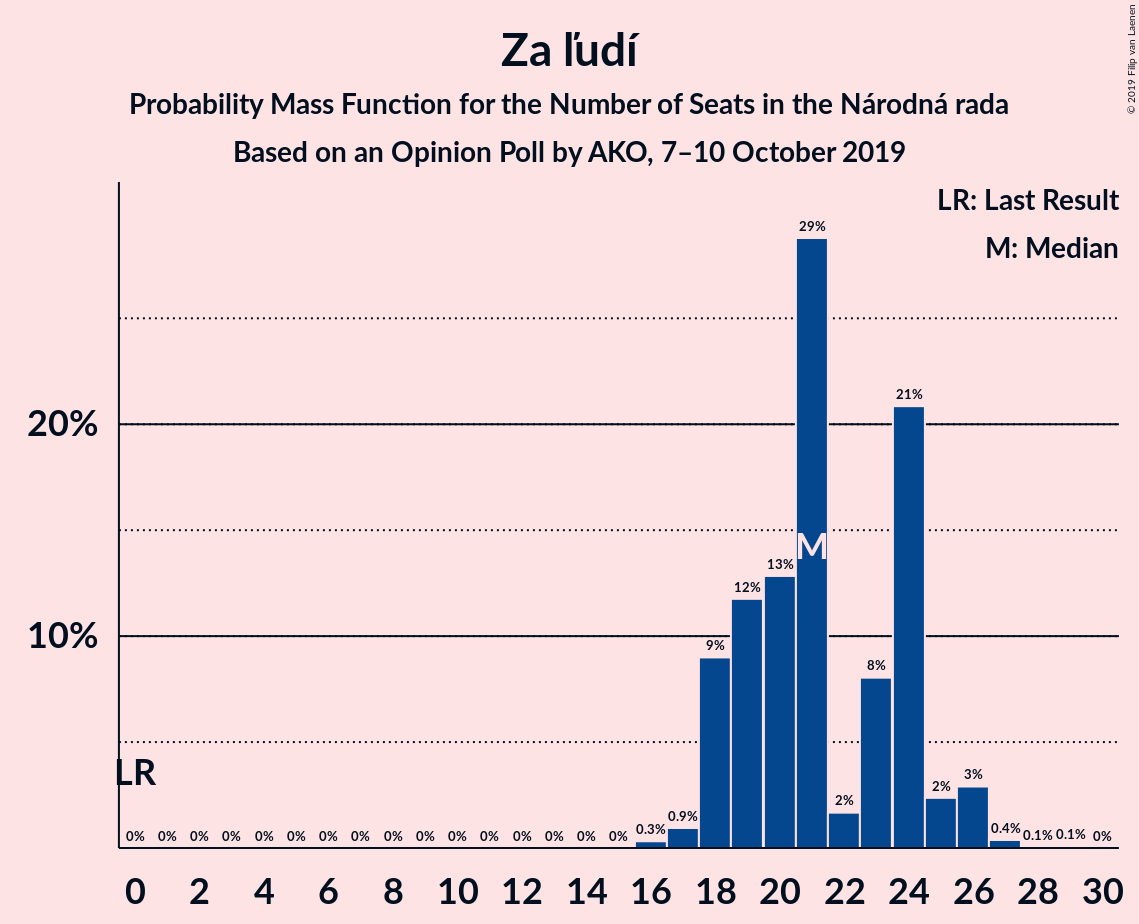 Za ľudí
Probability Mass Function for the Number of Seats in the Národná rada
Based on an Opinion Poll by AKO, 7–10 October 2019
© 2019 Filip van Laenen
LR: Last Result
M: Median
20%
10%
LR
M
0% 0% 0% 0% 0% 0% 0% 0% 0% 0% 0% 0% 0% 0% 0% 0% 0.3% 0.9% 9% 12% 13% 29% 2% 8% 21% 2% 3% 0.4% 0.1% 0.1% 0%
0 2 4 6 8 10 12 14 16 18 20 22 24 26 28 30